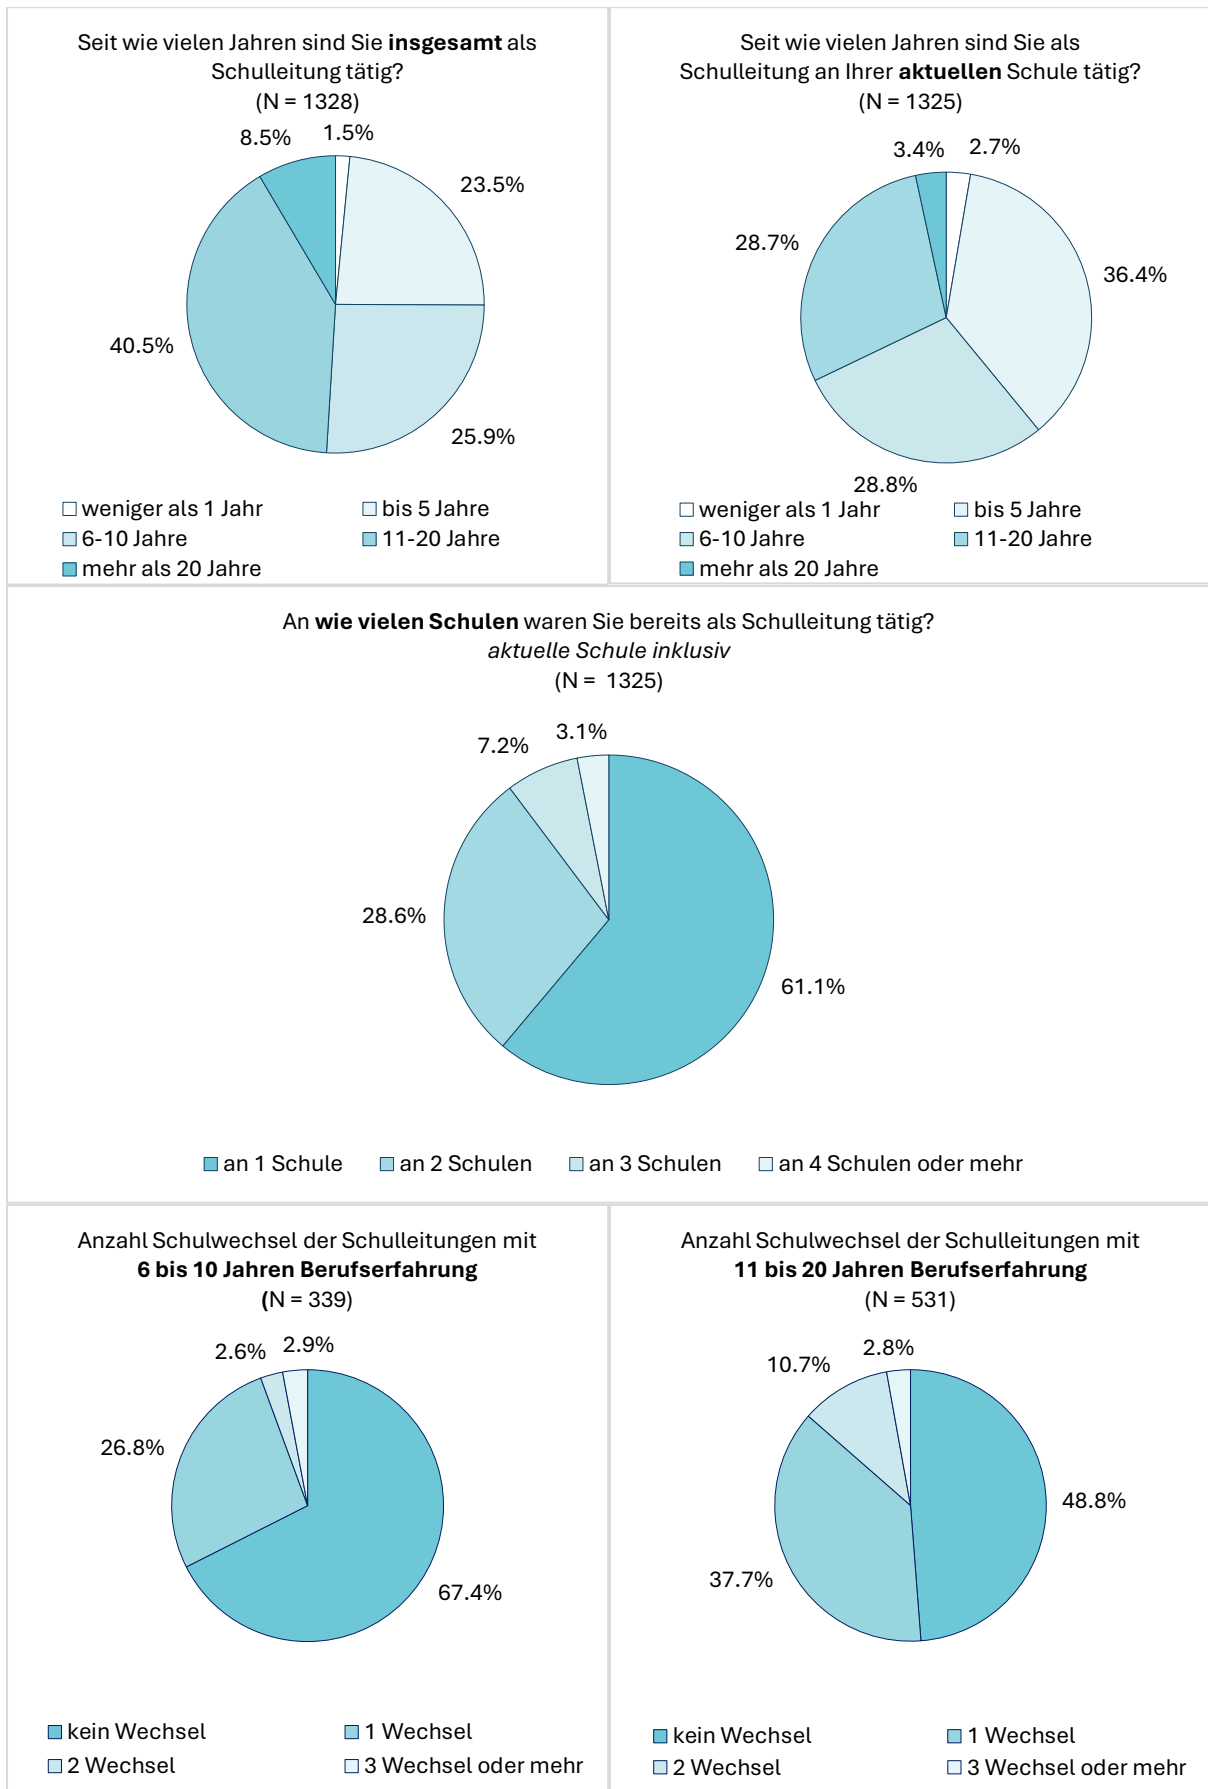 Seit wie vielen Jahren sind Sie insgesamt als
Schulleitung tätig?
(N = 1328)
8.5%
1.5%
23.5%
40.5%
25.9%
weniger als 1 Jahr
bis 5 Jahre
6-10 Jahre
11-20 Jahre
mehr als 20 Jahre
Seit wie vielen Jahren sind Sie als
Schulleitung an Ihrer aktuellen Schule tätig?
(N = 1325)
3.4%
2.7%
28.7%
36.4%
28.8%
weniger als 1 Jahr
bis 5 Jahre
6-10 Jahre
11-20 Jahre
mehr als 20 Jahre
An wie vielen Schulen waren Sie bereits als Schulleitung tätig?
aktuelle Schule inklusiv
(N = 1325)
7.2%
3.1%
28.6%
61.1%
an 1 Schule
an 2 Schulen
an 3 Schulen
an 4 Schulen oder mehr
Anzahl Schulwechsel der Schulleitungen mit
6 bis 10 Jahren Berufserfahrung
(N = 339)
2.6%
2.9%
26.8%
67.4%
kein Wechsel
1 Wechsel
2 Wechsel
3 Wechsel oder mehr
Anzahl Schulwechsel der Schulleitungen mit
11 bis 20 Jahren Berufserfahrung
(N = 531)
10.7%
2.8%
48.8%
37.7%
kein Wechsel
1 Wechsel
2 Wechsel
3 Wechsel oder mehr